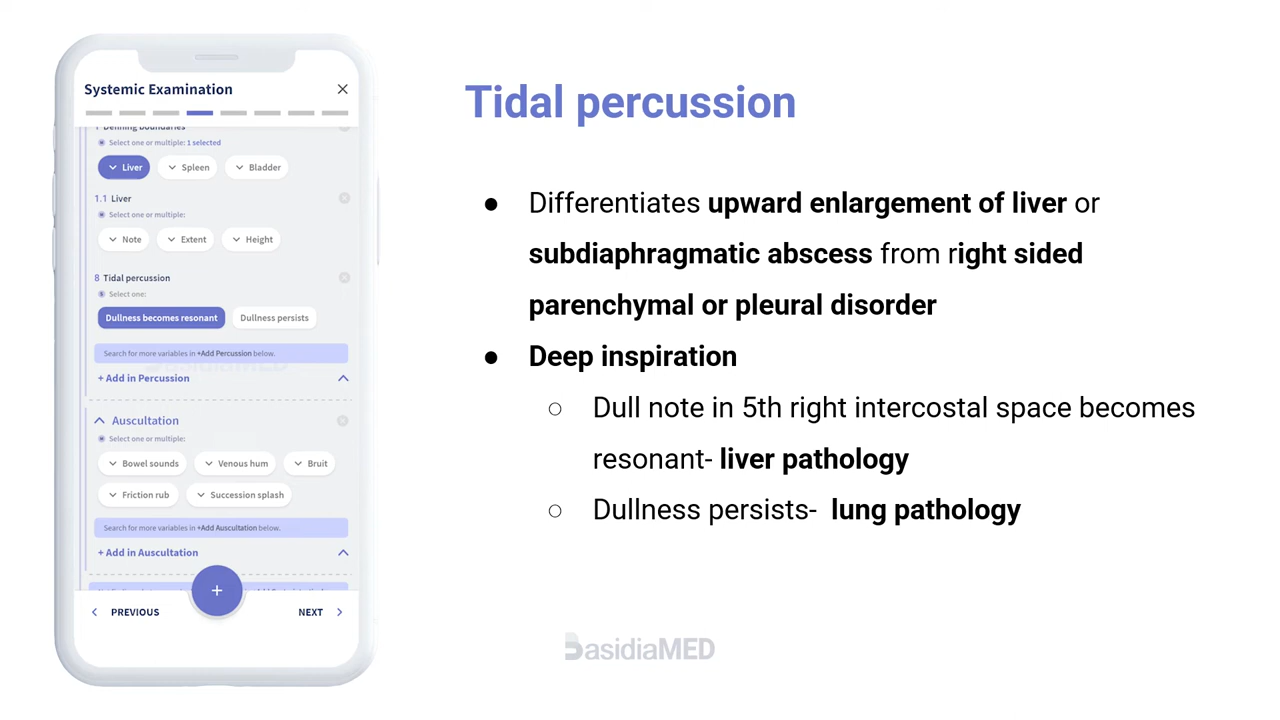 Systemic Examination
Defining boundaries
Select one or multiple: 1 selected
Liver
Spleen
Bladder
1.1 Liver
Select one or multiple:
Note
Extent
Height
8 Tidal percussion
Select one:
Dullness becomes resonant
Dullness persists
Search for more variables in +Add Percussion below.
+ Add in Percussion
Auscultation
Select one or multiple:
Bowel sounds
Venous hum
Bruit
Friction rub
Succession splash
Search for more variables in +Add Auscultation below.
+ Add in Auscultation
+
PREVIOUS
NEXT
Tidal percussion
● Differentiates upward enlargement of liver or
subdiaphragmatic abscess from right sided
parenchymal or pleural disorder
● Deep inspiration
○ Dull note in 5th right intercostal space becomes
resonant- liver pathology
○ Dullness persists- lung pathology
BasidiaMED